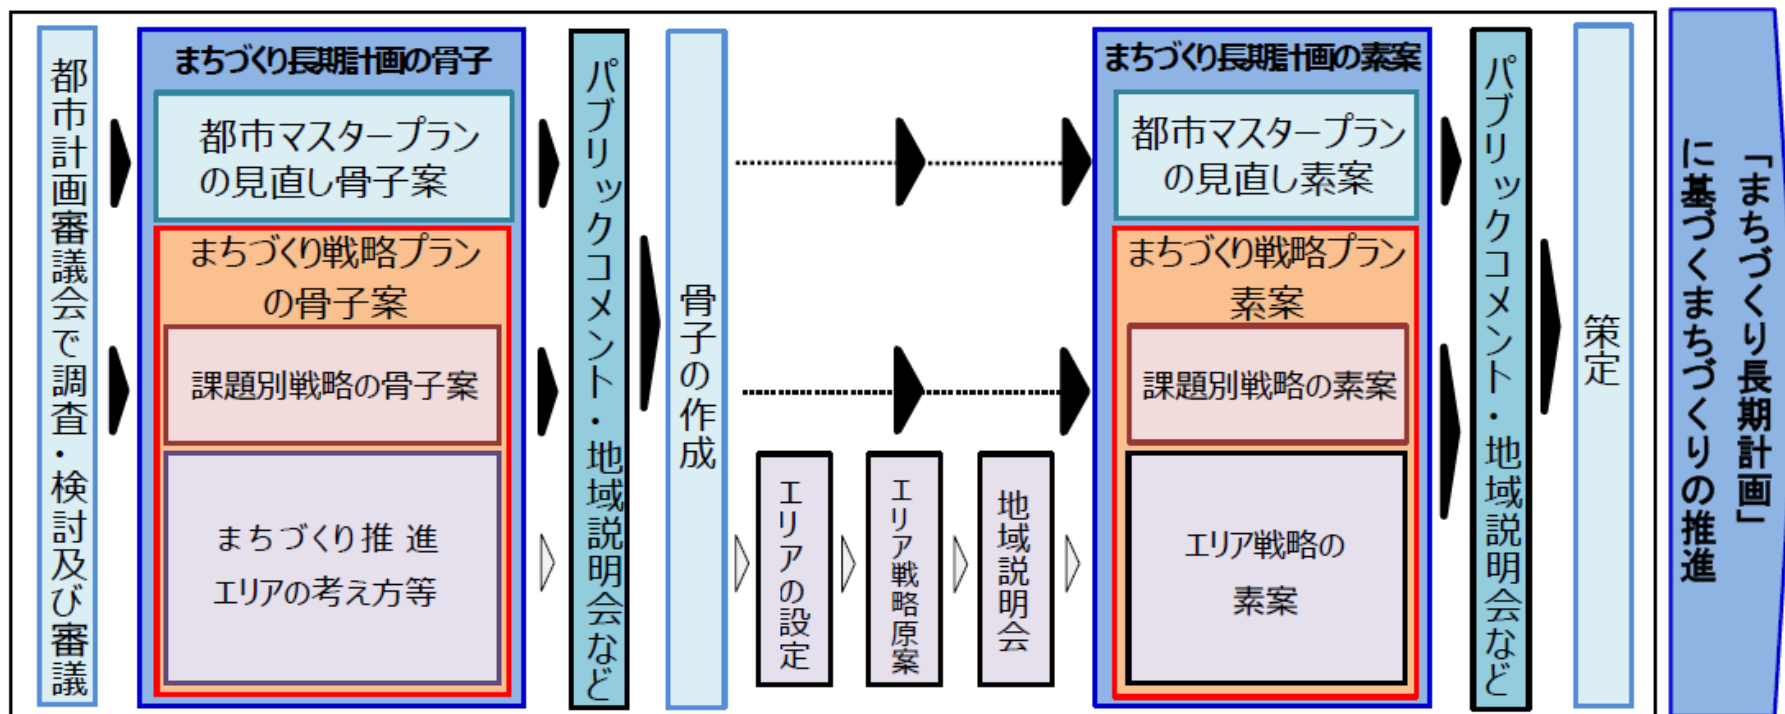 都市計画審議会で調査・検討及び審議
まちづくり長期計画の骨子
都市マスタープラン
の見直し骨子案
まちづくり戦略プラン
の骨子案
課題別戦略の骨子案
まちづくり推進
エリアの考え方等
パブリックコメント・地域説明会など
骨子の作成
エリアの設定
エリア戦略原案
地域説明会
まちづくり長期計画の素案
都市マスタープラン
の見直し素案
まちづくり戦略プラン
素案
課題別戦略の素案
エリア戦略の
素案
パブリックコメント・地域説明会など
策定
「まちづくり長期計画」
に基づくまちづくりの推進